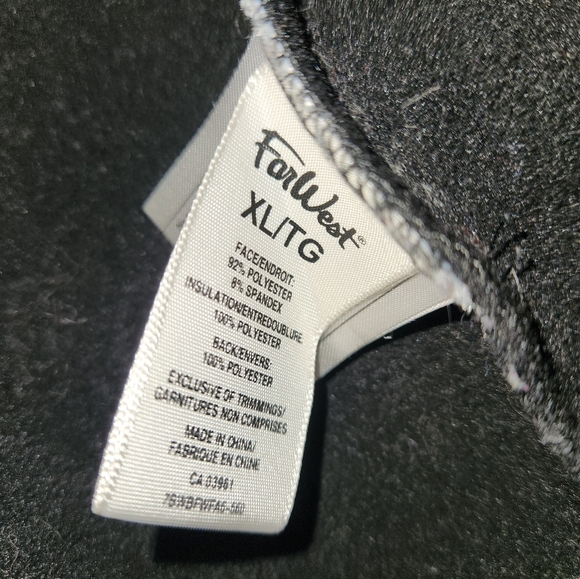 FarWest®
XL/TG
FACE/ENDROIT:
92% POLYESTER
8% SPANDEX
INSULATION/ENTREDOUBLURE
100% POLYESTER
BACK/ENVERS:
100% POLYESTER
EXCLUSIVE OF TRIMMINGS/
GARNITURES NON COMPRISES
MADE IN CHINA/
FABRIQUE EN CHINE
CA 03961